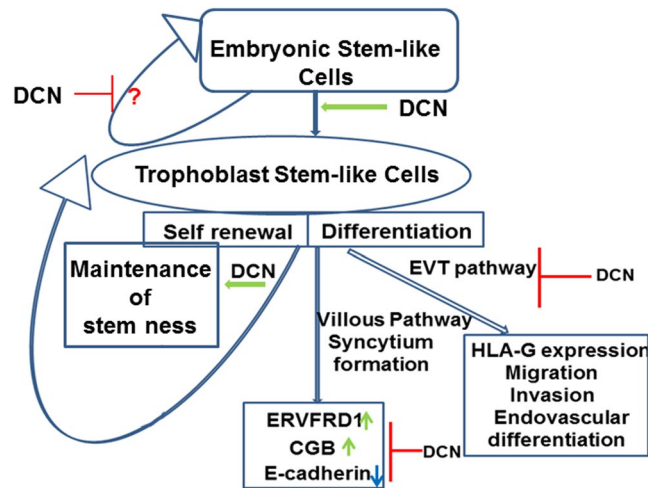 Embryonic Stem-like
Cells
DCN
?
DCN
Trophoblast Stem-like Cells
Self renewal
Differentiation
Maintenance
of
stem ness
DCN
EVT pathway
DCN
Villous Pathway
Syncytium
formation
HLA-G expression
Migration
Invasion
Endovascular
differentiation
ERVFRD1
CGB
E-cadherin
DCN